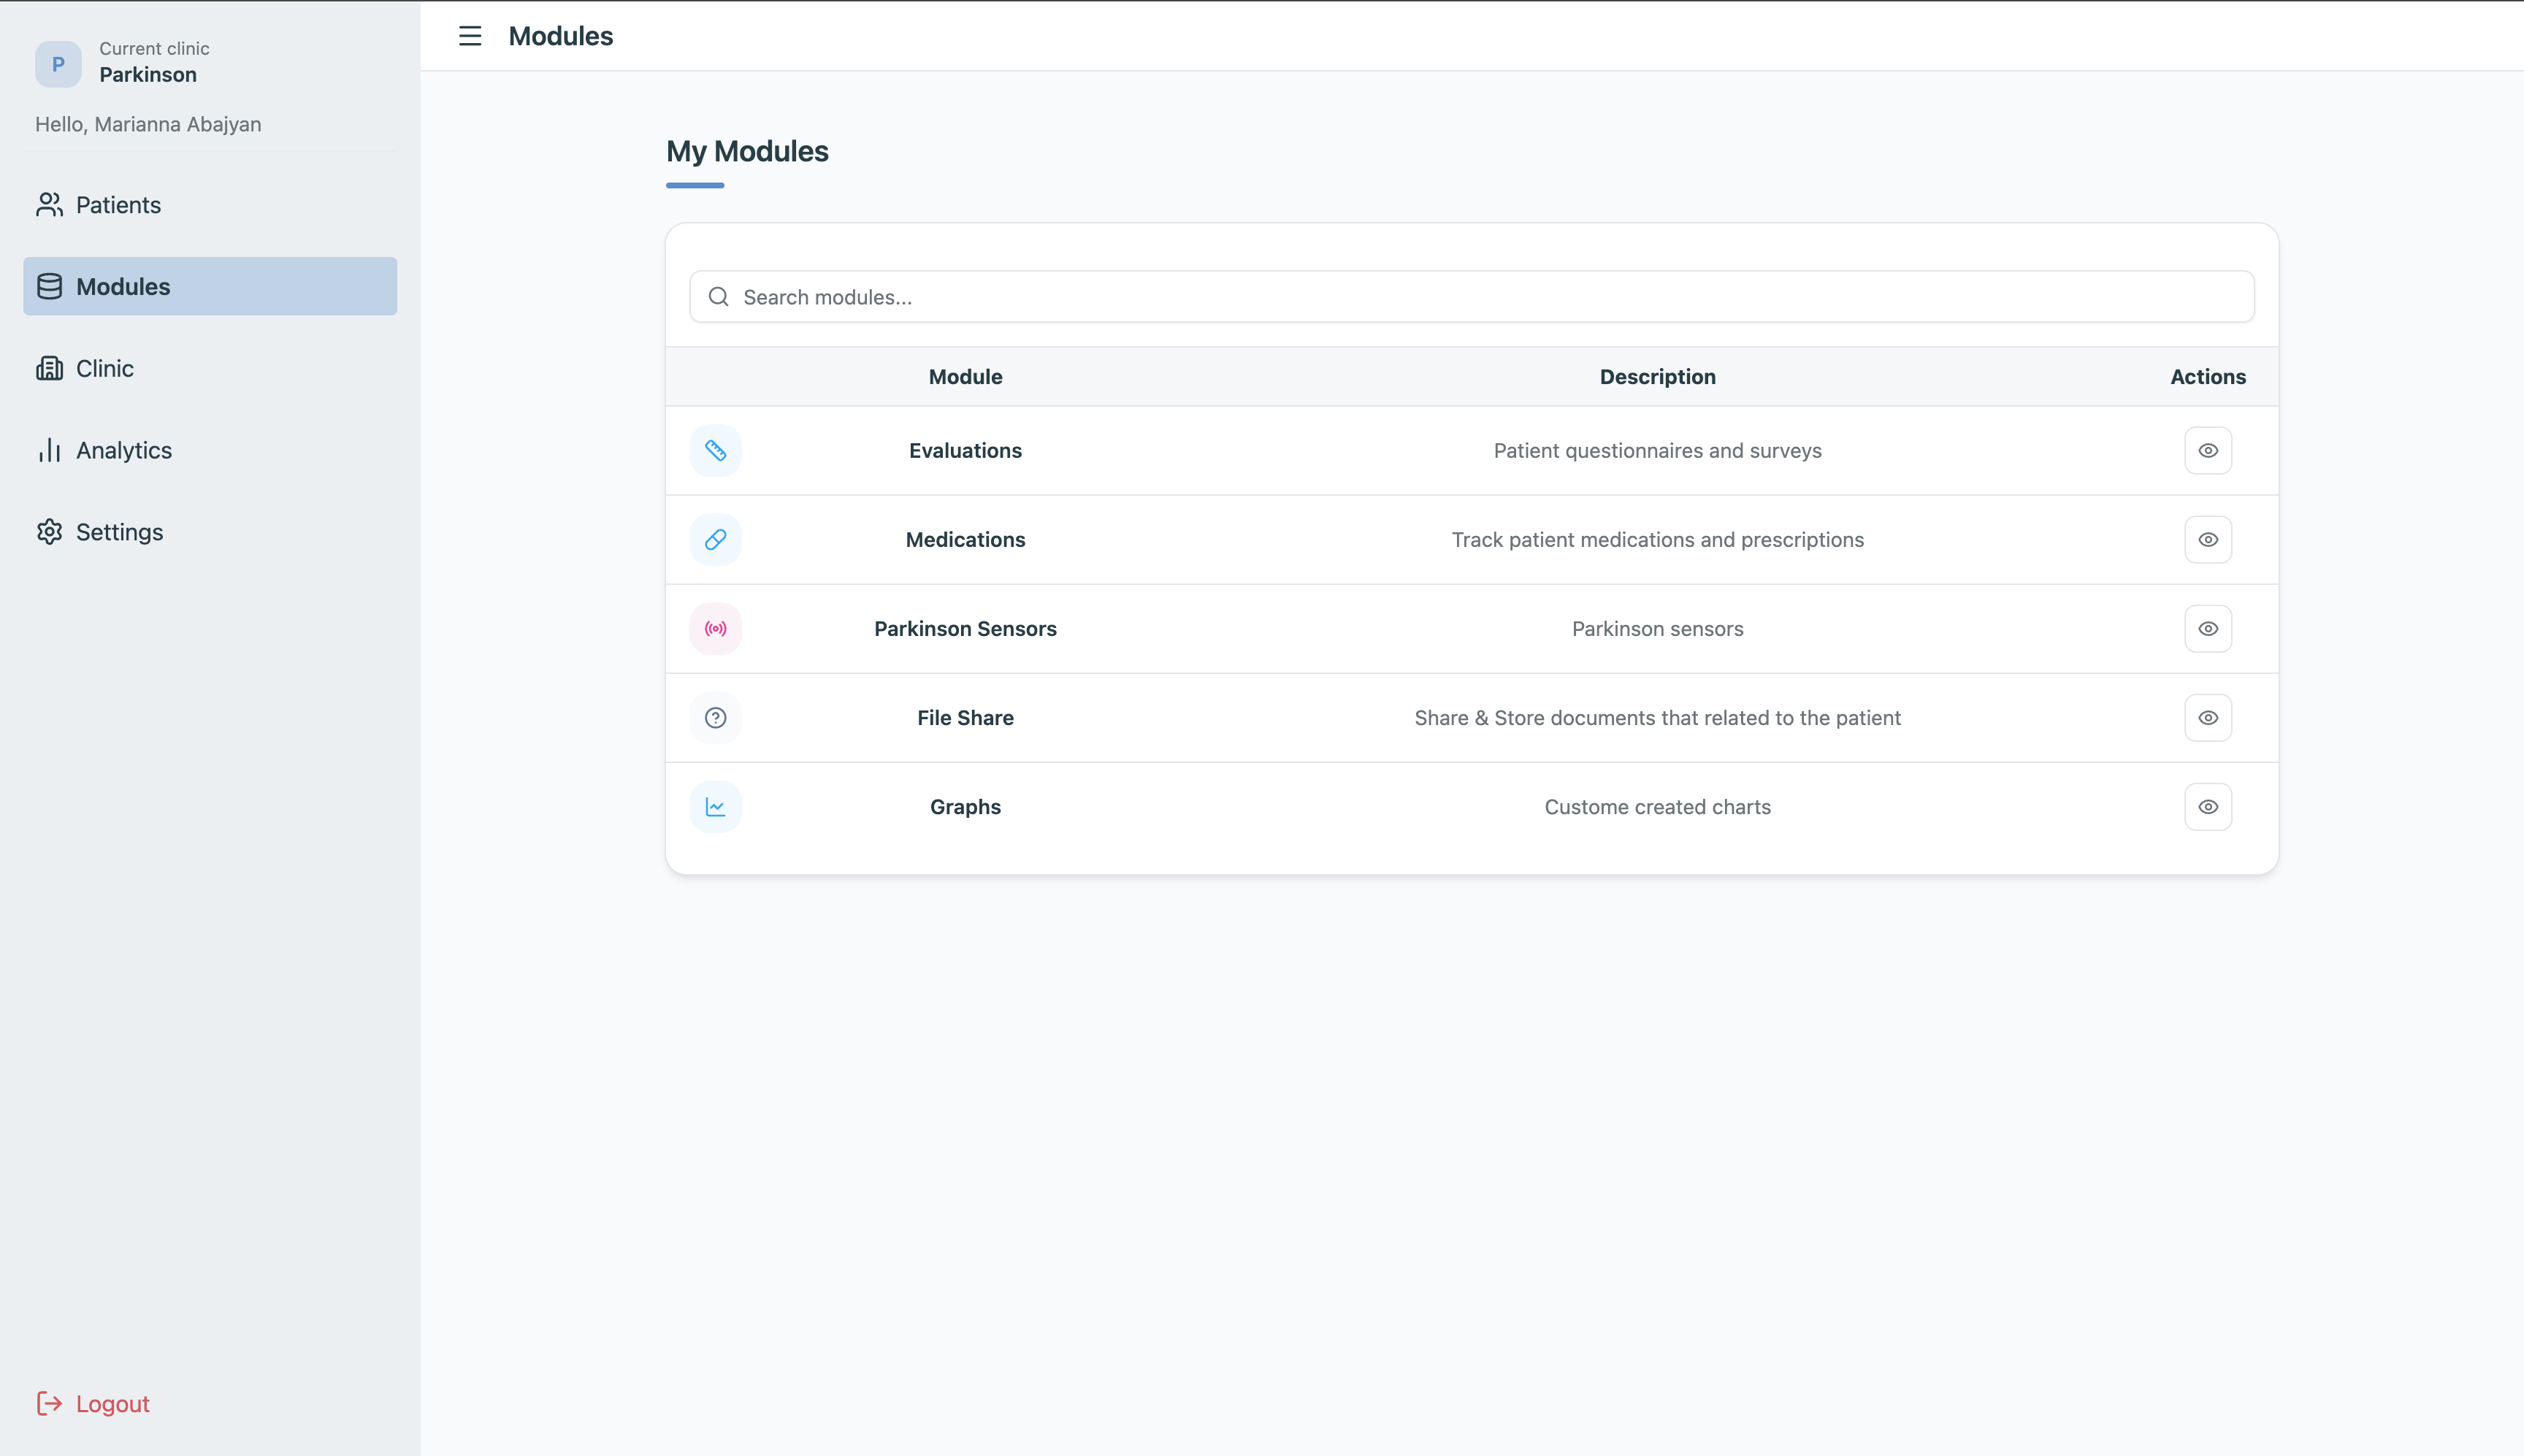 P
Current clinic
Parkinson
Hello, Marianna Abajyan
Patients
Modules
Clinic
Analytics
Settings
Logout
Modules
My Modules
Search modules...
Module Description Actions
Evaluations Patient questionnaires and surveys
Medications Track patient medications and prescriptions
Parkinson Sensors Parkinson sensors
File Share Share & Store documents that related to the patient
Graphs Custome created charts